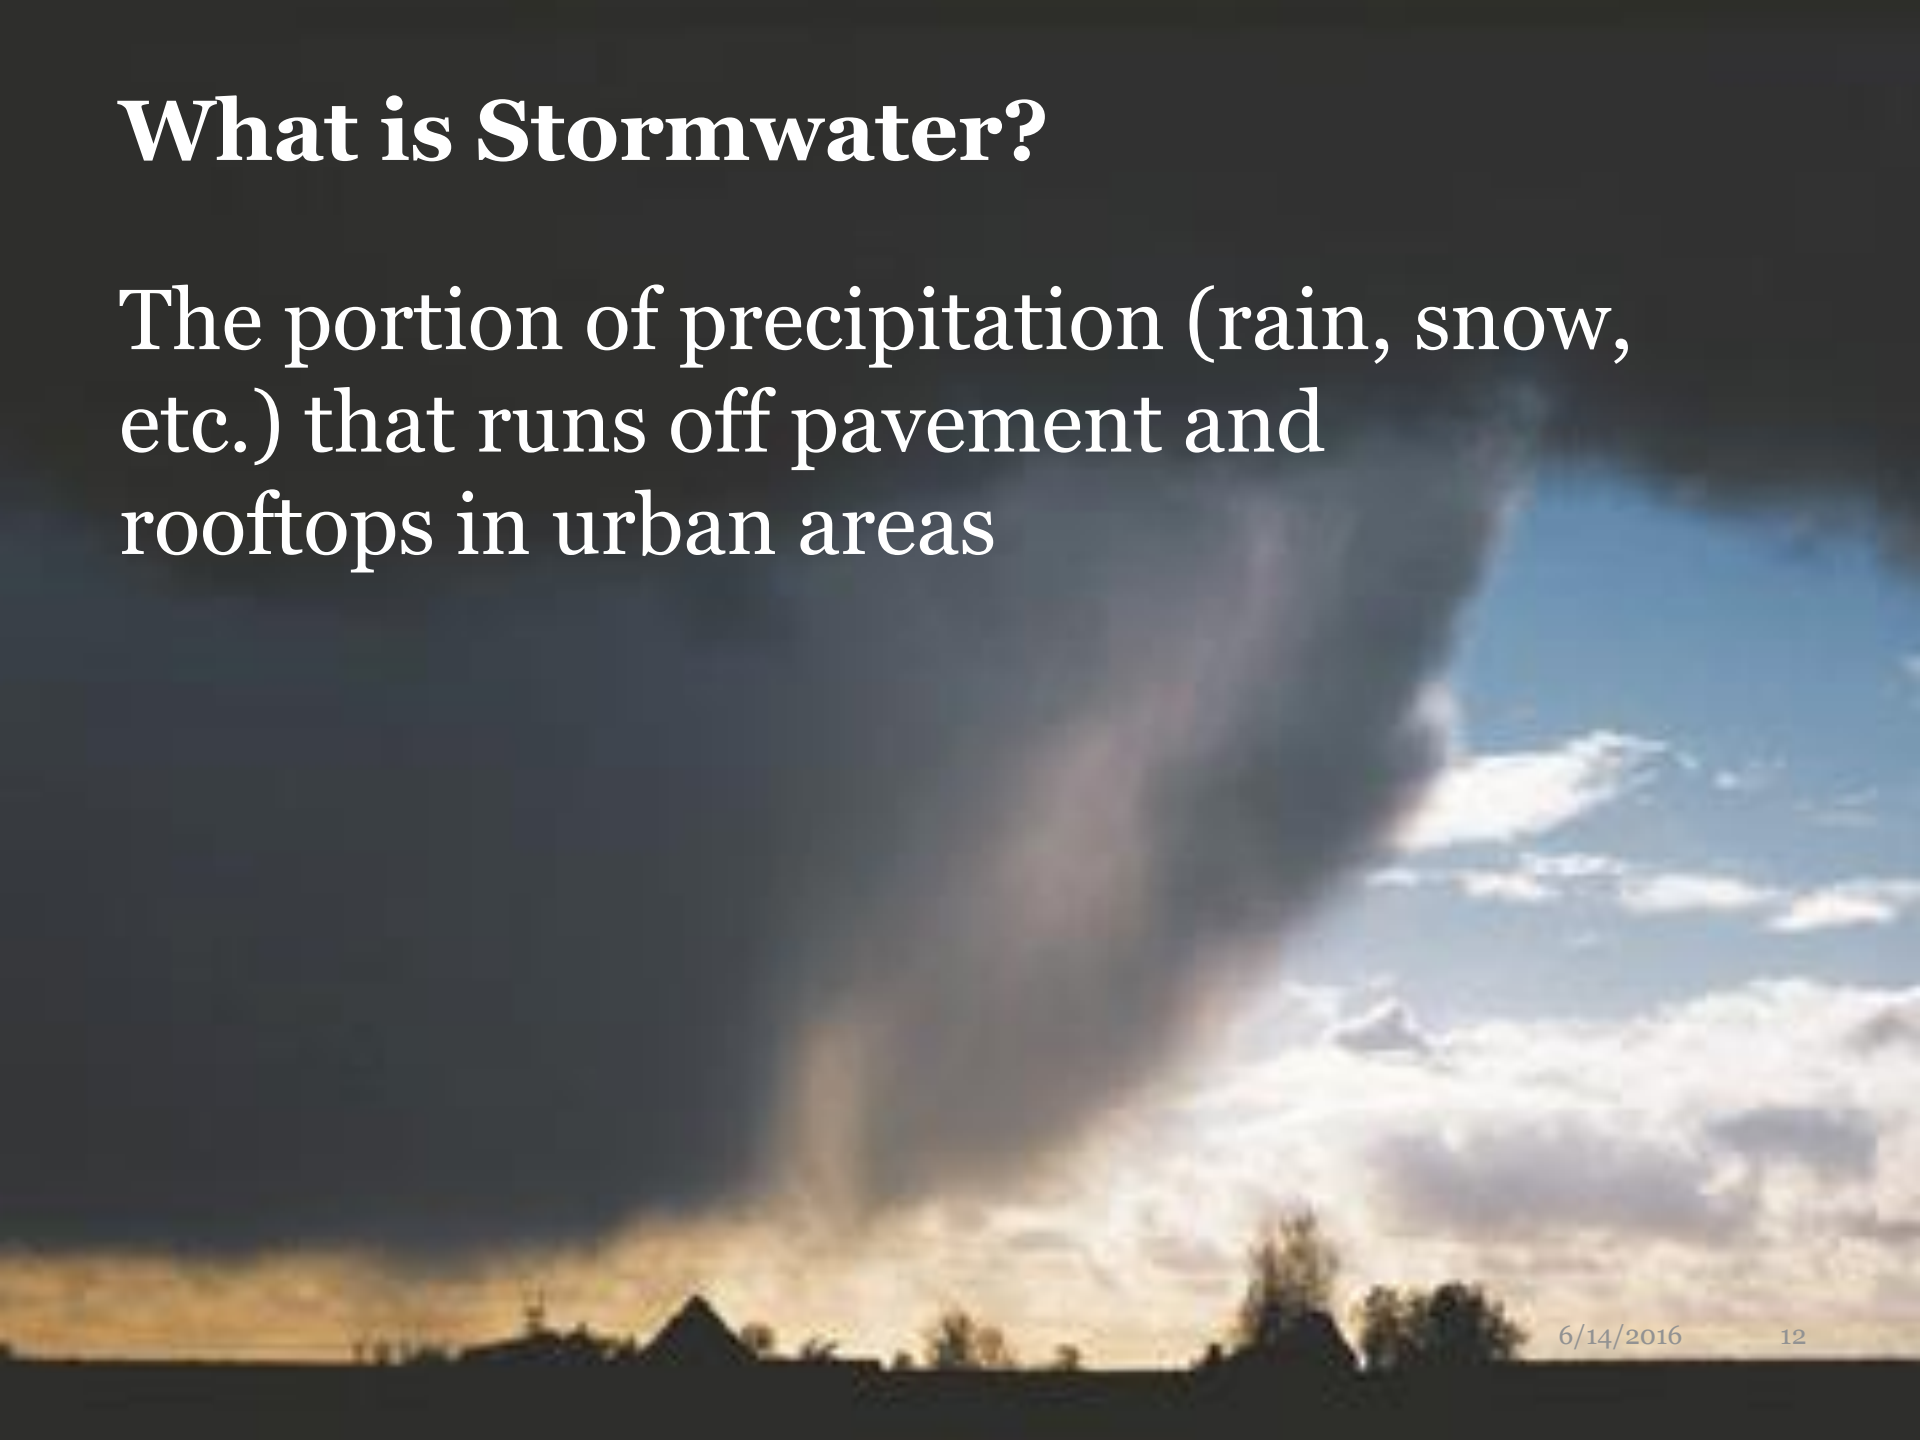 What is Stormwater?
The portion of precipitation (rain, snow,
etc.) that runs off pavement and
rooftops in urban areas
6/14/2016 12